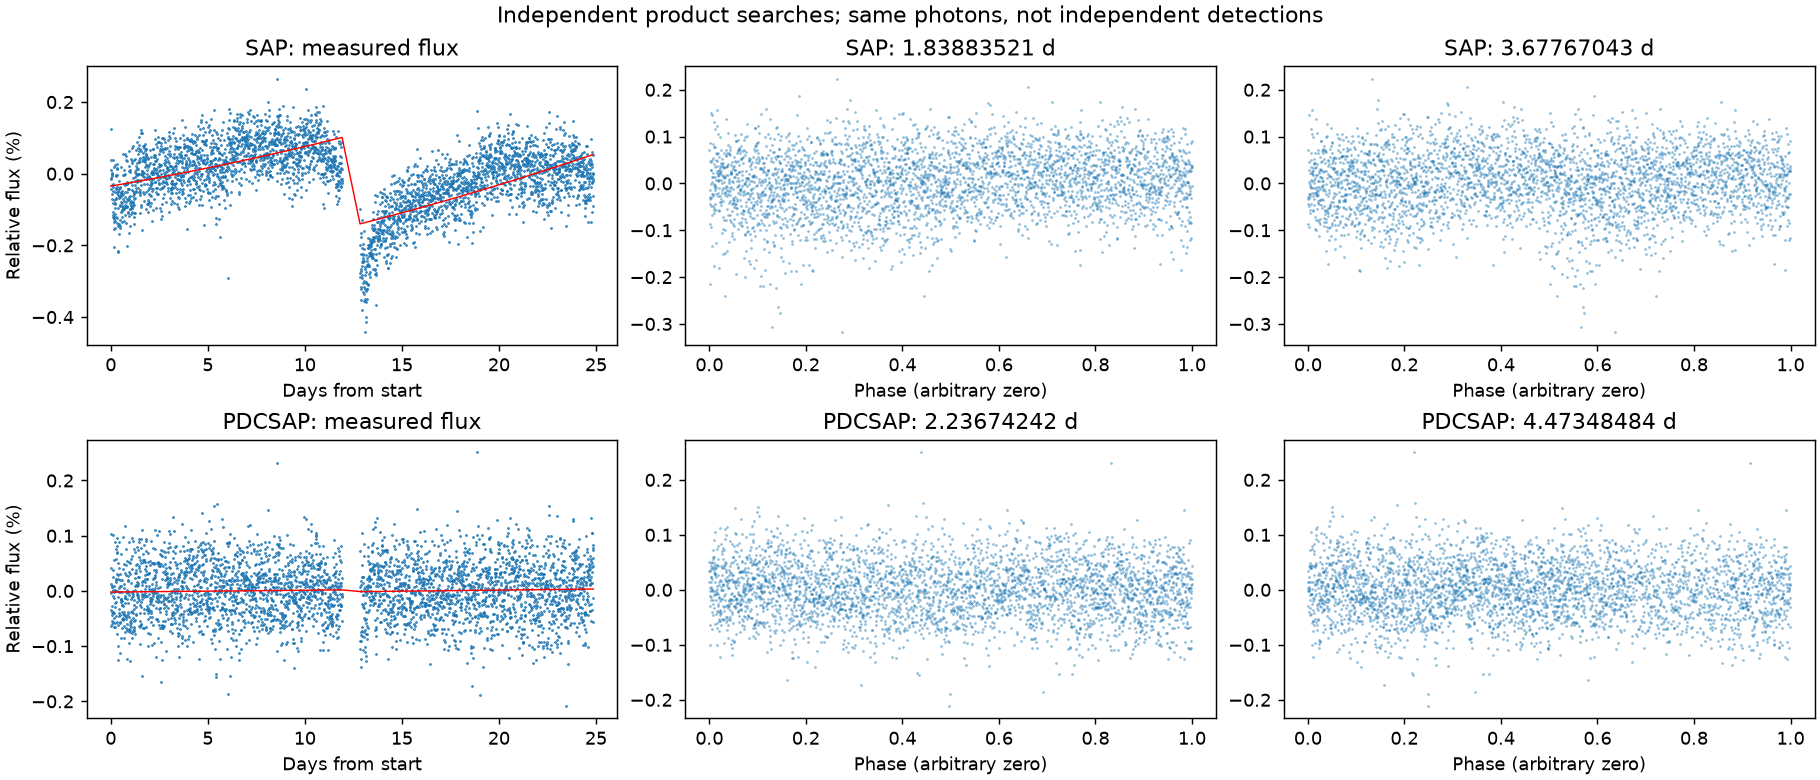 Independent product searches; same photons, not independent detections
SAP: measured flux
SAP: 1.83883521 d
SAP: 3.67767043 d
Relative flux (%)
0.2
0.0
−0.2
−0.4
0 5 10 15 20 25
Days from start
0.2
0.1
0.0
−0.1
−0.2
−0.3
0.0 0.2 0.4 0.6 0.8 1.0
Phase (arbitrary zero)
0.2
0.1
0.0
−0.1
−0.2
−0.3
0.0 0.2 0.4 0.6 0.8 1.0
Phase (arbitrary zero)
PDCSAP: measured flux
PDCSAP: 2.23674242 d
PDCSAP: 4.47348484 d
Relative flux (%)
0.2
0.1
0.0
−0.1
−0.2
0 5 10 15 20 25
Days from start
0.2
0.1
0.0
−0.1
−0.2
0.0 0.2 0.4 0.6 0.8 1.0
Phase (arbitrary zero)
0.2
0.1
0.0
−0.1
−0.2
0.0 0.2 0.4 0.6 0.8 1.0
Phase (arbitrary zero)